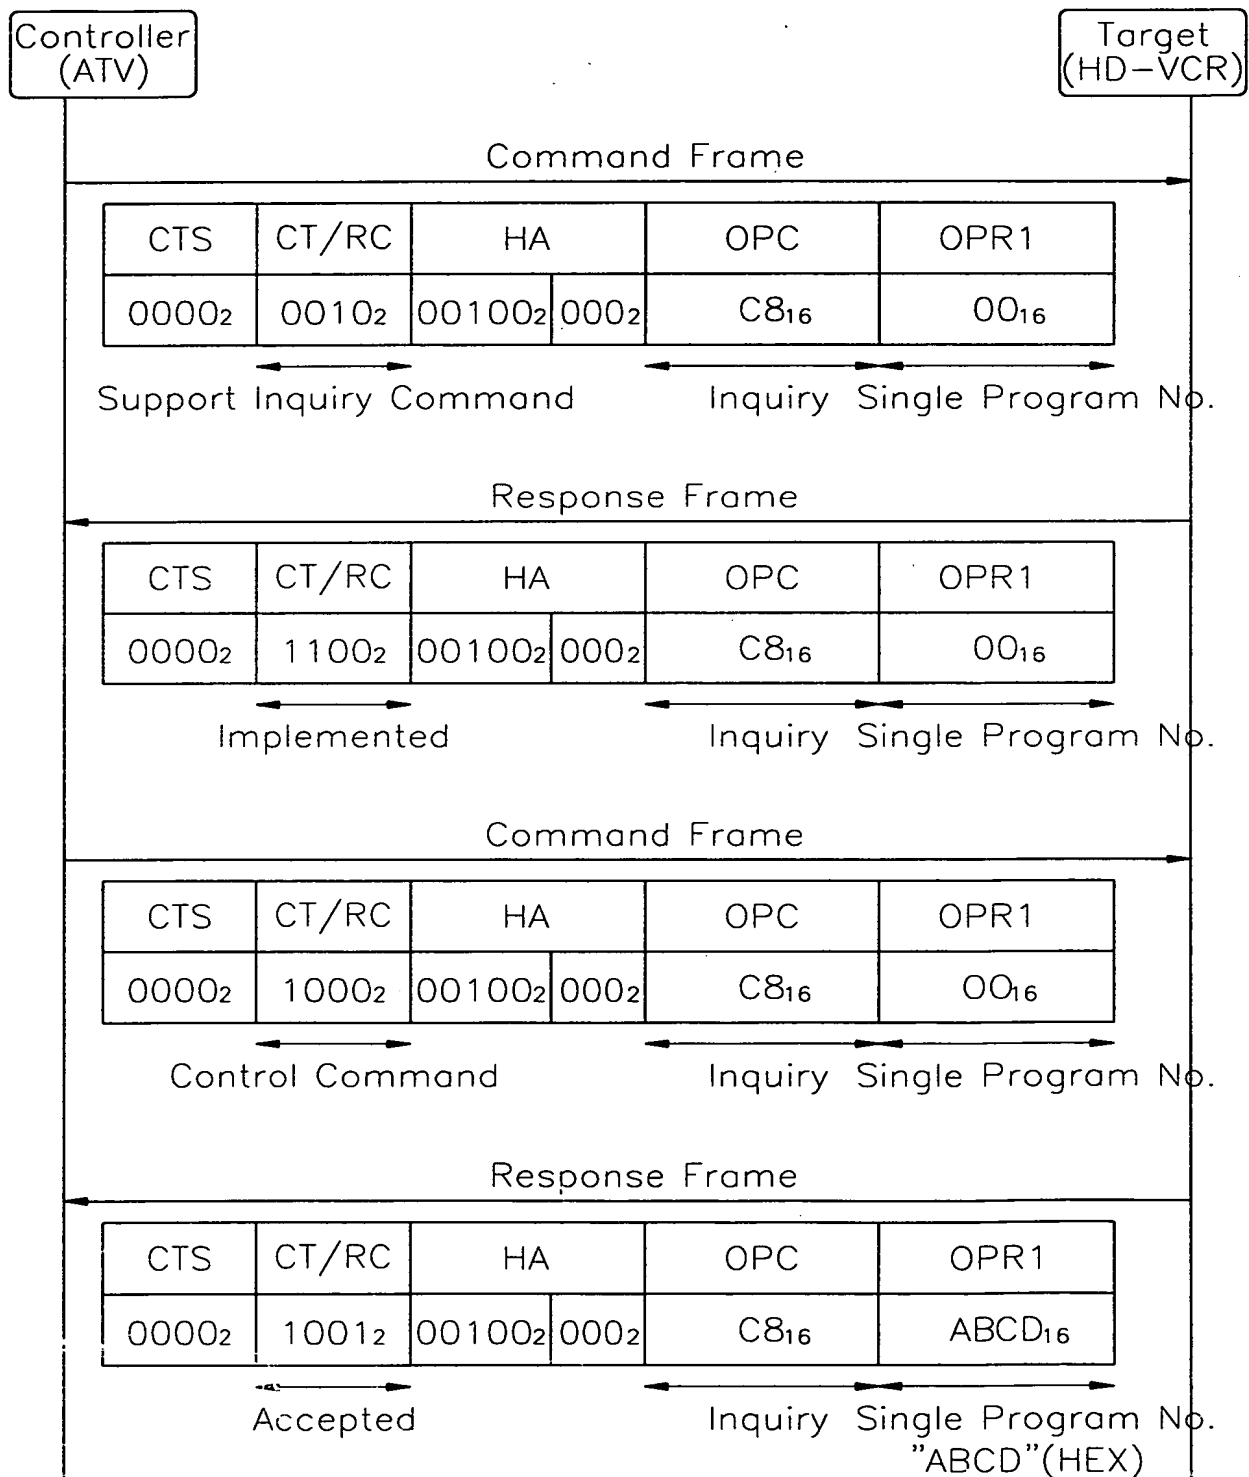 Controller
(ATV)
Target
(HD-VCR)
Command Frame
CTS CT/RC HA OPC OPR1
0000₂ 0010₂ 00100₂ 000₂ C8₁₆ 00₁₆
Support Inquiry Command Inquiry Single Program No.
Response Frame
CTS CT/RC HA OPC OPR1
0000₂ 1100₂ 00100₂ 000₂ C8₁₆ 00₁₆
Implemented Inquiry Single Program No.
Command Frame
CTS CT/RC HA OPC OPR1
0000₂ 1000₂ 00100₂ 000₂ C8₁₆ 00₁₆
Control Command Inquiry Single Program No.
Response Frame
CTS CT/RC HA OPC OPR1
0000₂ 1001₂ 00100₂ 000₂ C8₁₆ ABCD₁₆
Accepted Inquiry Single Program No.
"ABCD"(HEX)